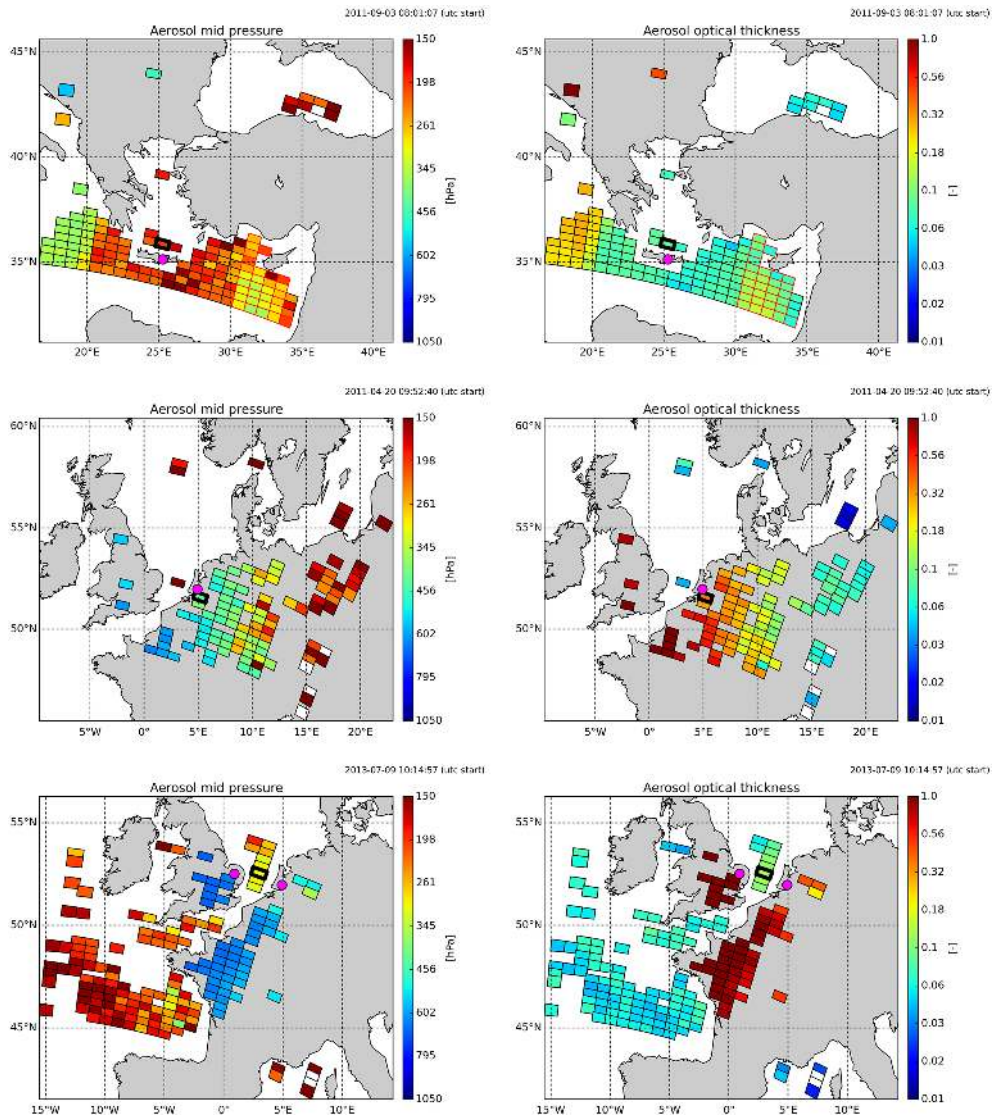 2011-09-03 08:01:07 (utc start)
Aerosol mid pressure
45°N
40°N
35°N
20°E 25°E 30°E 35°E 40°E
150
198
261
345
456
602
795
1050
[hPa]
2011-09-03 08:01:07 (utc start)
Aerosol optical thickness
45°N
40°N
35°N
20°E 25°E 30°E 35°E 40°E
1.0
0.56
0.32
0.18
0.1
0.06
0.03
0.02
0.01
[-]
2011-04-20 09:52:40 (utc start)
Aerosol mid pressure
60°N
55°N
50°N
5°W 0° 5°E 10°E 15°E 20°E
150
198
261
345
456
602
795
1050
[hPa]
2011-04-20 09:52:40 (utc start)
Aerosol optical thickness
60°N
55°N
50°N
5°W 0° 5°E 10°E 15°E 20°E
1.0
0.56
0.32
0.18
0.1
0.06
0.03
0.02
0.01
[-]
2013-07-09 10:14:57 (utc start)
Aerosol mid pressure
55°N
50°N
45°N
15°W 10°W 5°W 0° 5°E 10°E
150
198
261
345
456
602
795
1050
[hPa]
2013-07-09 10:14:57 (utc start)
Aerosol optical thickness
55°N
50°N
45°N
15°W 10°W 5°W 0° 5°E 10°E
1.0
0.56
0.32
0.18
0.1
0.06
0.03
0.02
0.01
[-]